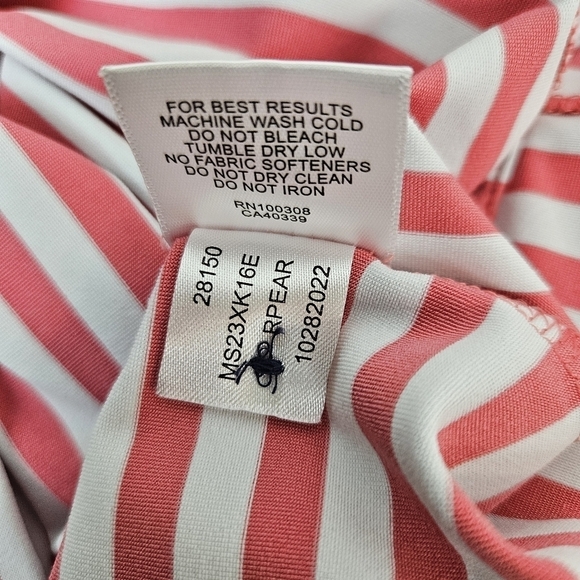 FOR BEST RESULTS
MACHINE WASH COLD
DO NOT BLEACH
TUMBLE DRY LOW
NO FABRIC SOFTENERS
DO NOT DRY CLEAN
DO NOT IRON
RN100308
CA40339
28150
MS23XK16E
RPEAR
10282022